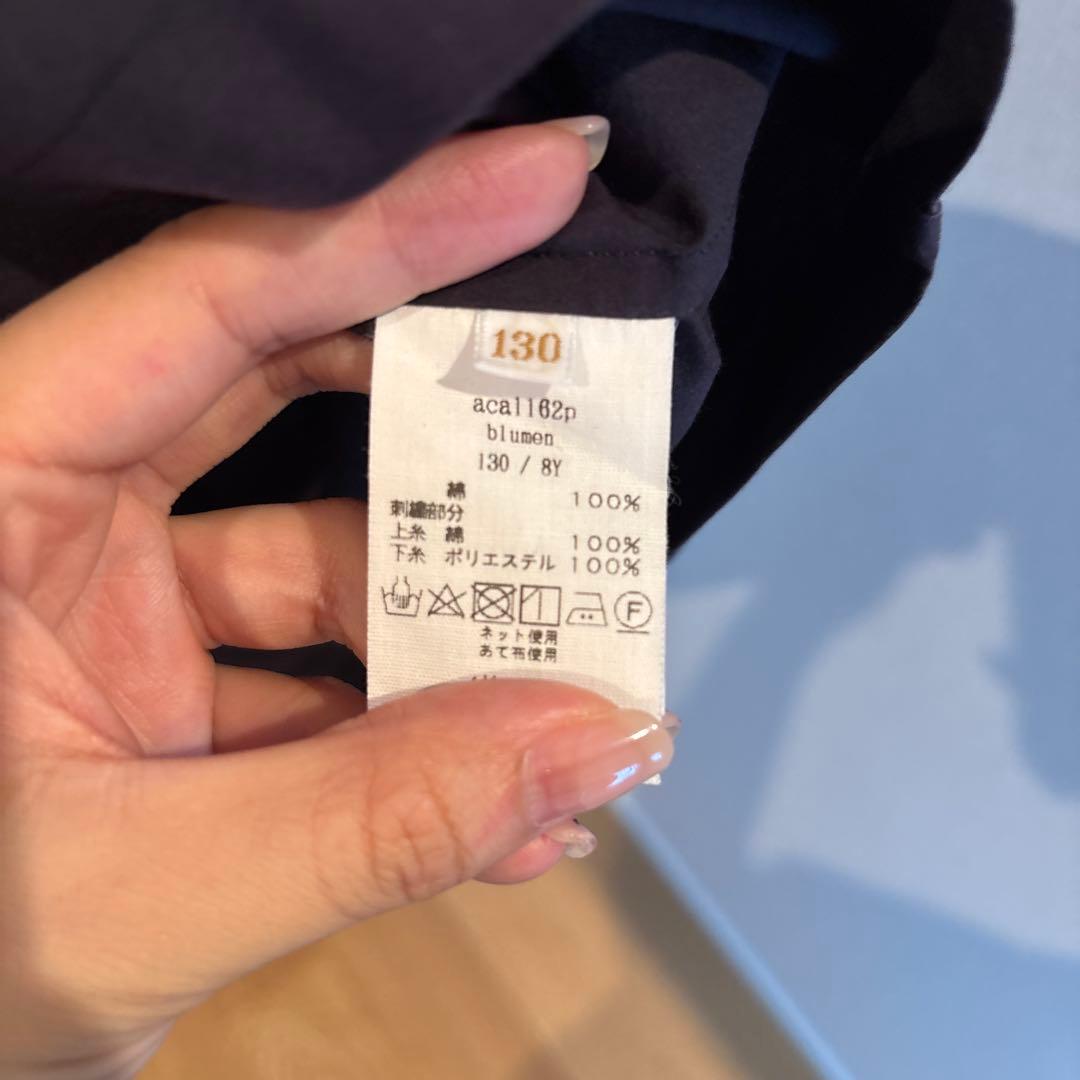 130
aca1162p
blumen
130 / 8Y
綿 100%
刺繍部分
上糸 綿 100%
下糸 ポリエステル 100%
F
ネット使用
あて布使用